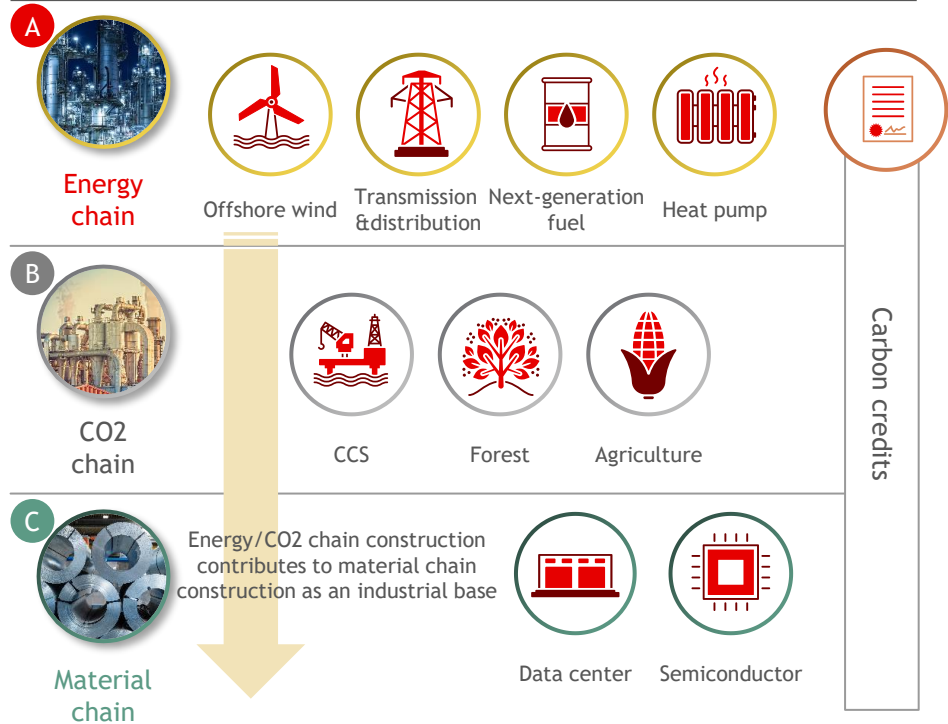 A
Energy
chain
Offshore wind
Transmission
&distribution
Next-generation
fuel
Heat pump
B
CO2
chain
CCS
Forest
Agriculture
Carbon credits
C
Energy/CO2 chain construction
contributes to material chain
construction as an industrial base
Material
chain
Data center
Semiconductor